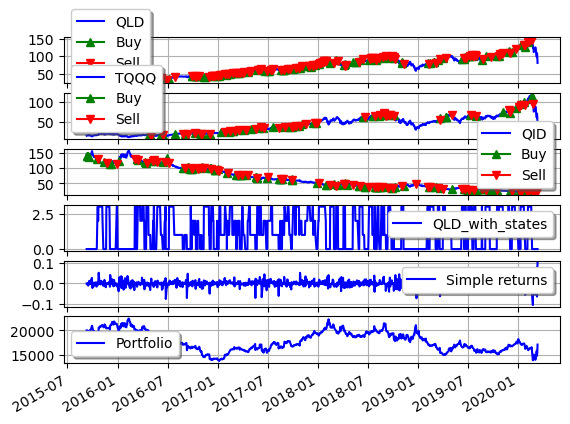 QLD
Buy
Sell
150
100
50
TQQQ
Buy
Sell
100
50
QID
Buy
Sell
150
100
50
QLD_with_states
2.5
0.0
Simple returns
0.1
0.0
−0.1
Portfolio
20000
15000
2015-07
2016-01
2016-07
2017-01
2017-07
2018-01
2018-07
2019-01
2019-07
2020-01